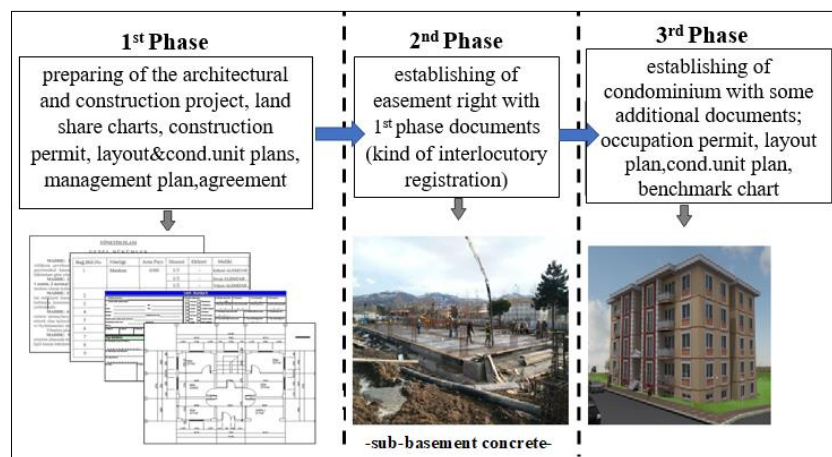 1st Phase
preparing of the architectural
and construction project, land
share charts, construction
permit, layout&cond.unit plans,
management plan,agreement
2nd Phase
establishing of
easement right with
1st phase documents
(kind of interlocutory
registration)
3rd Phase
establishing of
condominium with some
additional documents;
occupation permit, layout
plan,cond.unit plan,
benchmark chart
YÖNETİM PLANI
-sub-basement concrete-